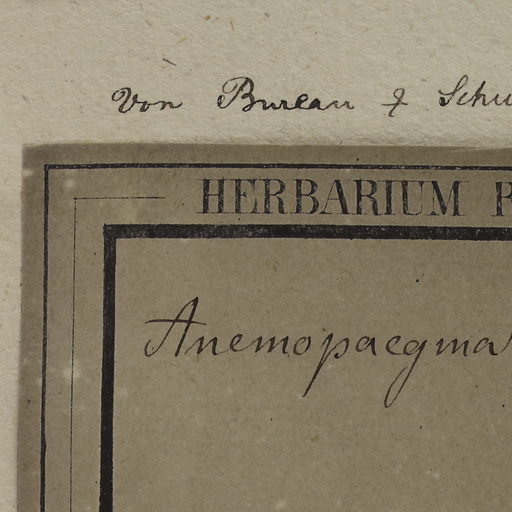 Von Bureau & Schu
HERBARIUM
Anemopaegma